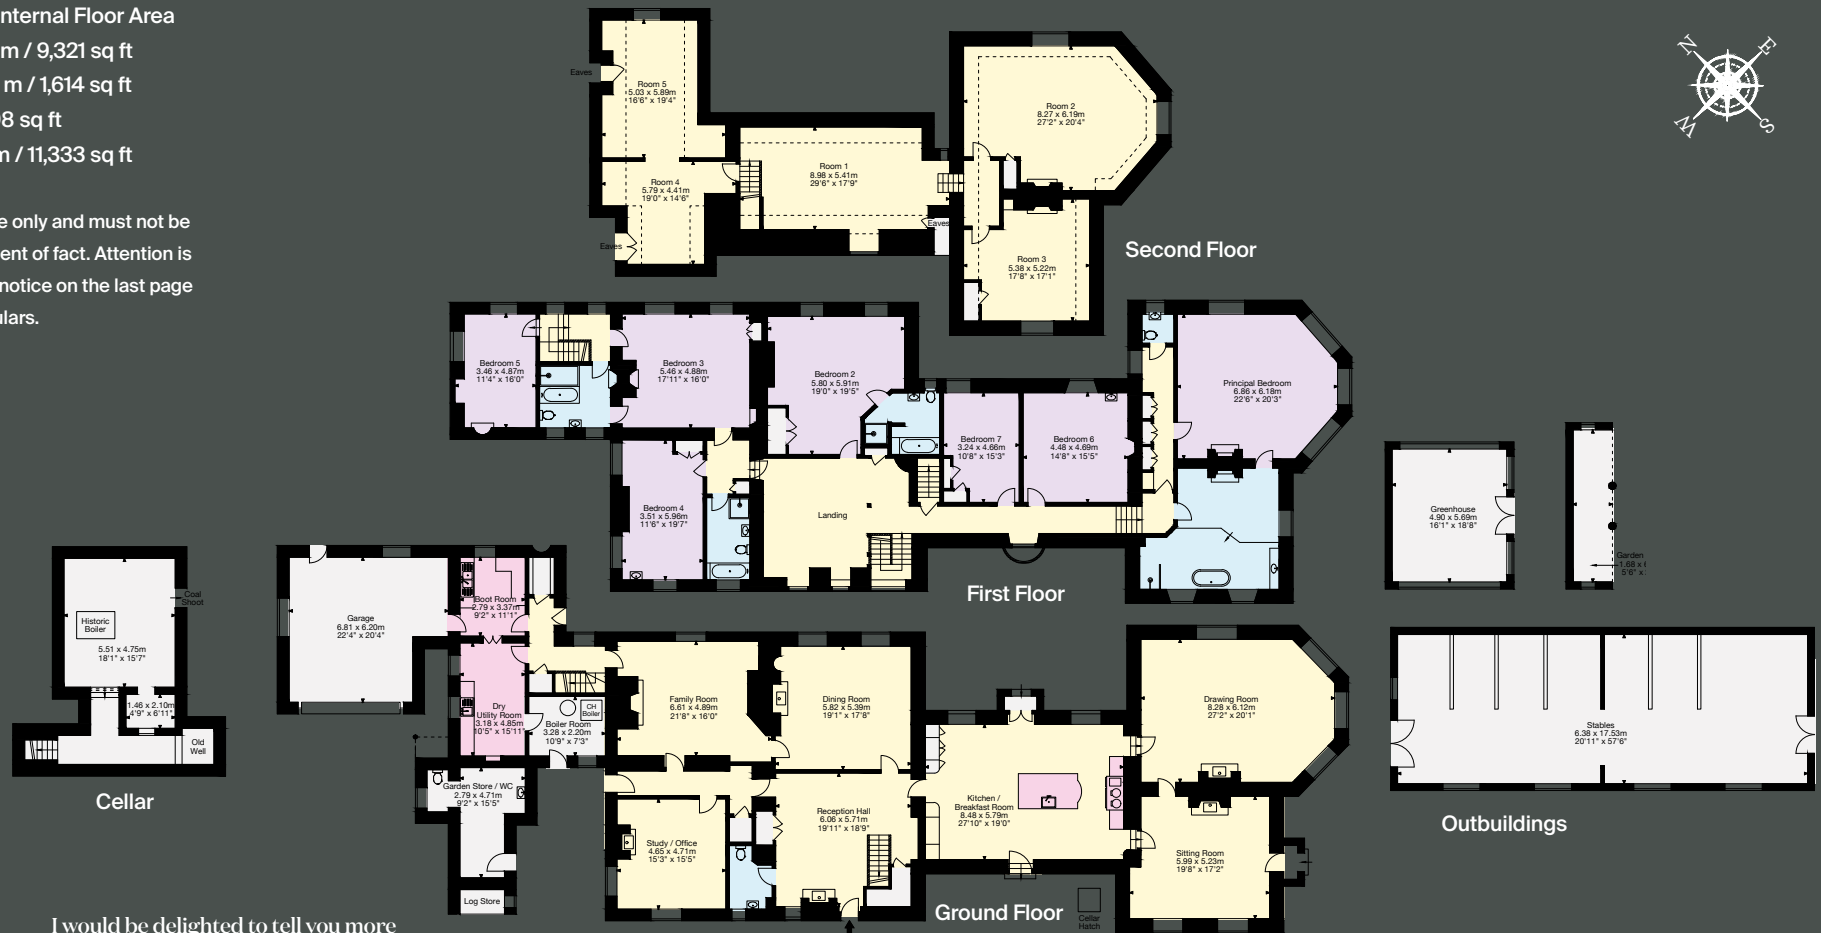 nternal Floor Area
m / 9,321 sq ft
m / 1,614 sq ft
8 sq ft
m / 11,333 sq ft
e only and must not be
ent of fact. Attention is
notice on the last page
ulars.
N
E
W
S
Eaves
Room 5
5.03 x 5.89m
16'6" x 19'4"
Room 4
5.79 x 4.41m
19'0" x 14'6"
Eaves
Room 1
8.98 x 5.41m
29'6" x 17'9"
Eaves
Room 2
8.27 x 6.19m
27'2" x 20'4"
Room 3
5.38 x 5.22m
17'8" x 17'1"
Second Floor
Bedroom 5
3.46 x 4.87m
11'4" x 16'0"
Bedroom 3
5.46 x 4.88m
17'11" x 16'0"
Bedroom 2
5.80 x 5.91m
19'0" x 19'5"
Bedroom 4
3.51 x 5.96m
11'6" x 19'7"
Landing
Bedroom 7
3.24 x 4.66m
10'8" x 15'3"
Bedroom 6
4.48 x 4.69m
14'8" x 15'5"
Principal Bedroom
6.86 x 6.18m
22'6" x 20'3"
First Floor
Greenhouse
4.90 x 5.69m
16'1" x 18'8"
Garden
1.68 x
5'6" x
Stables
6.38 x 17.53m
20'11" x 57'6"
Outbuildings
Historic
Boiler
Coal
Shoot
5.51 x 4.75m
18'1" x 15'7"
1.46 x 2.10m
4'9" x 6'11"
Old
Well
Cellar
Garage
6.81 x 6.20m
22'4" x 20'4"
Boot Room
2.79 x 3.37m
9'2" x 11'1"
Dry
Utility Room
3.18 x 4.85m
10'5" x 15'11"
CH
Boiler
Boiler Room
3.28 x 2.20m
10'9" x 7'3"
Garden Store / WC
2.79 x 4.71m
9'2" x 15'5"
Log Store
Family Room
6.61 x 4.89m
21'8" x 16'0"
Dining Room
5.82 x 5.39m
19'1" x 17'8"
Study / Office
4.65 x 4.71m
15'3" x 15'5"
Reception Hall
6.06 x 5.71m
19'11" x 18'9"
Kitchen /
Breakfast Room
8.48 x 5.79m
27'10" x 19'0"
Drawing Room
8.28 x 6.12m
27'2" x 20'1"
Sitting Room
5.99 x 5.23m
19'8" x 17'2"
Ground Floor
Cellar
Hatch
I would be delighted to tell you more